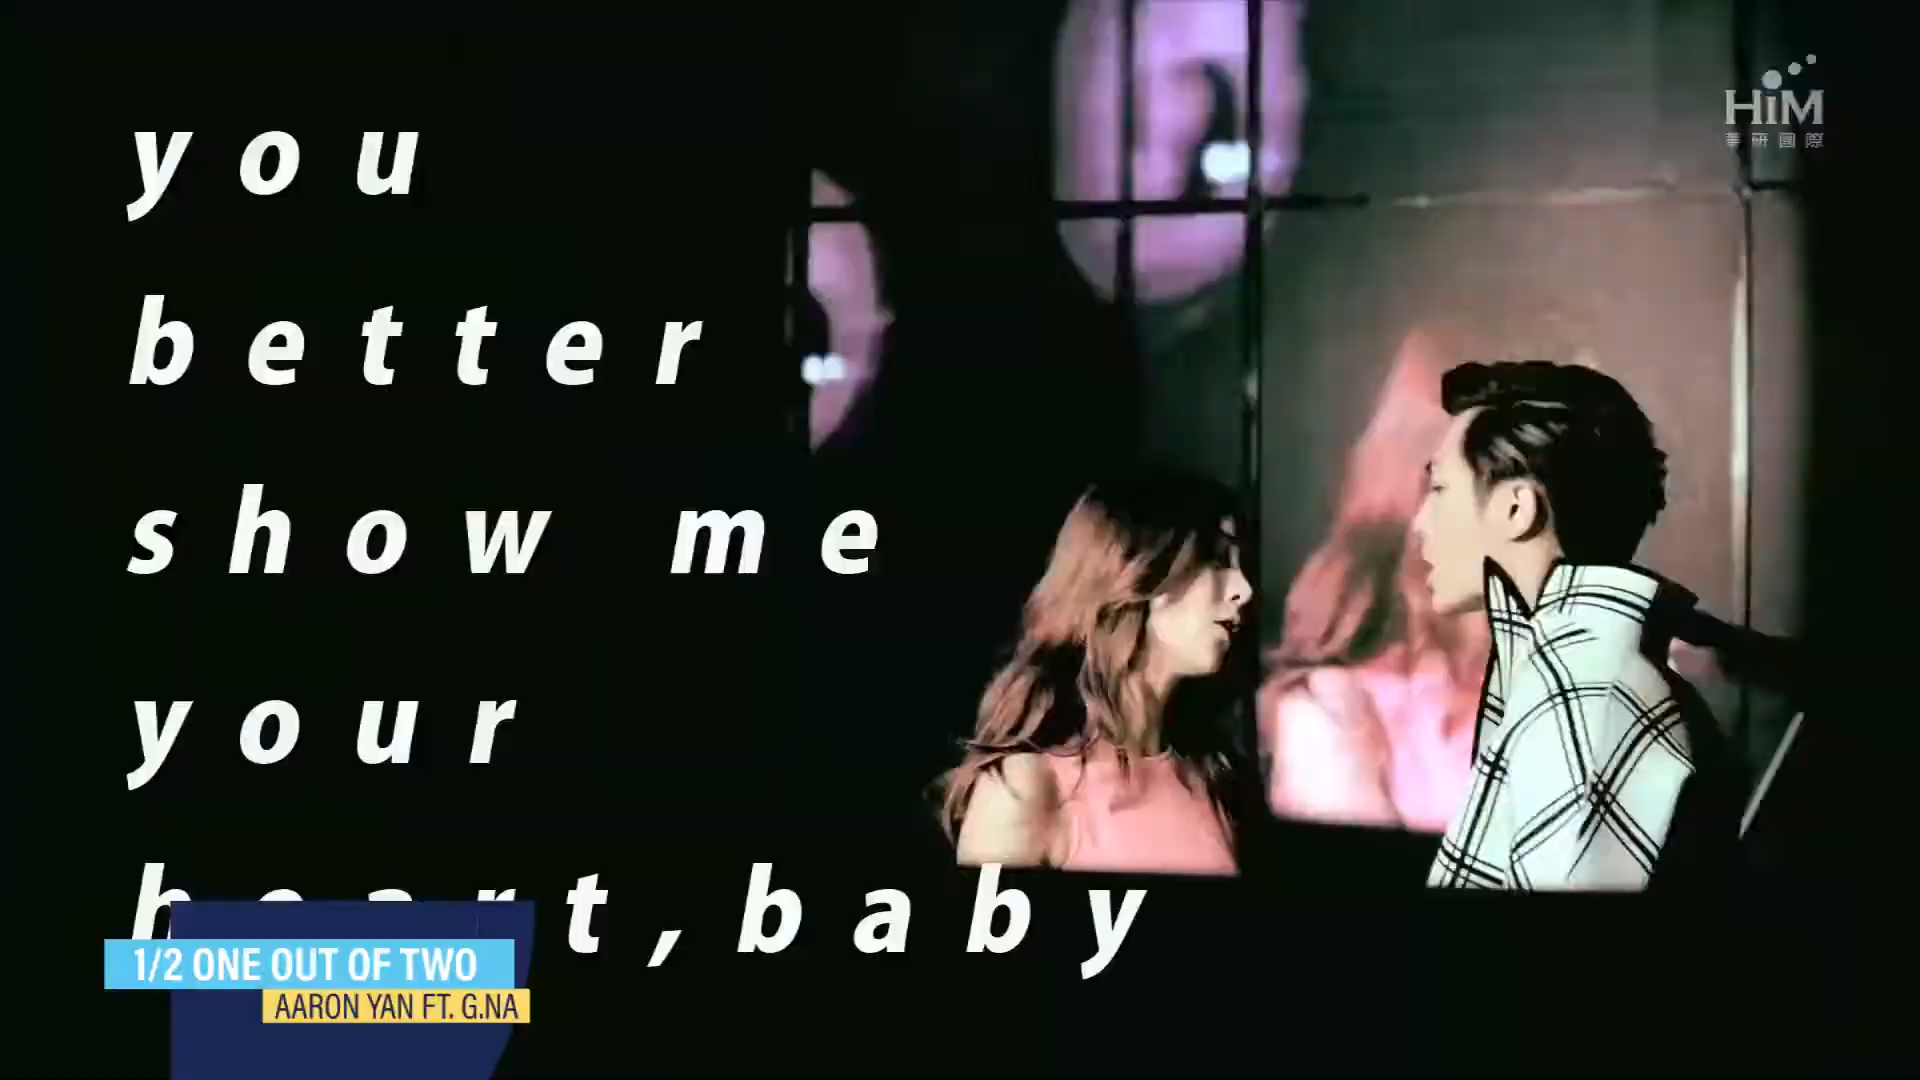 HiM
華研國際
you
better
show me
your
heart,baby
1/2 ONE OUT OF TWO
AARON YAN FT. G.NA